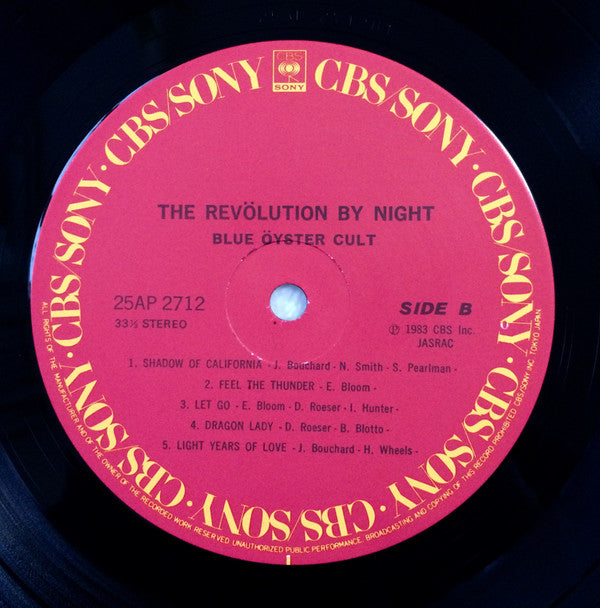 CBS
SONY
CBS/SONY · CBS/SONY · CBS/SONY · CBS/SONY · CBS/SONY · CBS/SONY · CBS/SONY · CBS/SONY
THE REVÖLUTION BY NIGHT
BLUE ÖYSTER CULT
25AP 2712
33⅓ STEREO
SIDE B
Ⓟ 1983 CBS Inc.
JASRAC
1. SHADOW OF CALIFORNIA - J. Bouchard - N. Smith - S. Pearlman -
2. FEEL THE THUNDER - E. Bloom -
3. LET GO - E. Bloom - D. Roeser - I. Hunter -
4. DRAGON LADY - D. Roeser - B. Blotto -
5. LIGHT YEARS OF LOVE - J. Bouchard - H. Wheels -
ALL RIGHTS OF THE MANUFACTURER AND OF THE OWNER OF THE RECORDED WORK RESERVED. UNAUTHORIZED PUBLIC PERFORMANCE, BROADCASTING AND COPYING OF THIS RECORD PROHIBITED CBS/SONY INC. TOKYO JAPAN